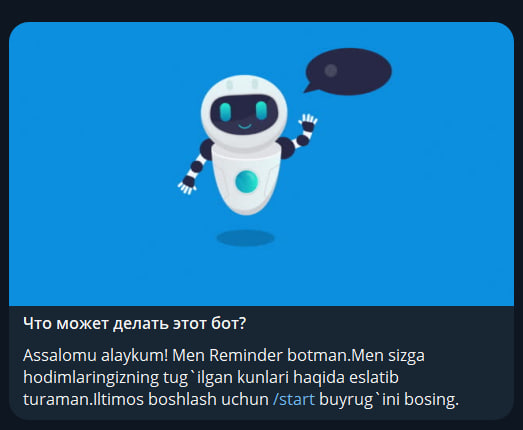 Что может делать этот бот?
Assalomu alaykum! Men Reminder botman.Men sizga
hodimlaringizning tug`ilgan kunlari haqida eslatib
turaman.Iltimos boshlash uchun /start buyrug`ini bosing.